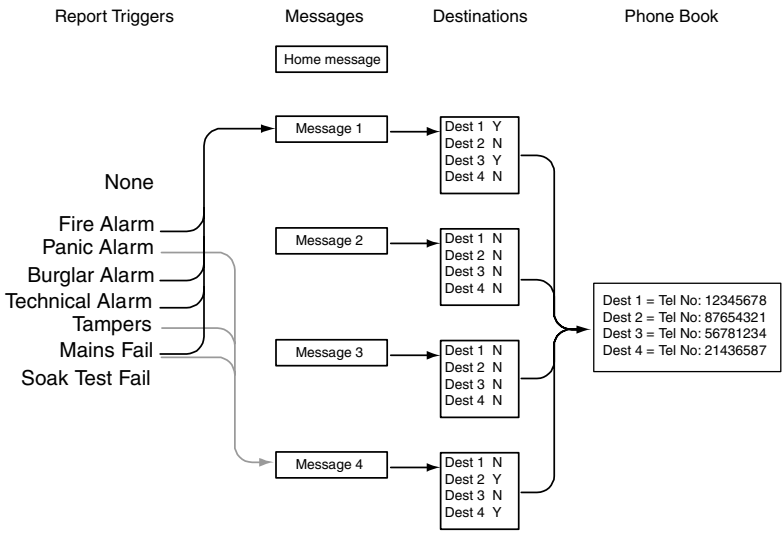 Report Triggers
Messages
Destinations
Phone Book
Home message
None
Fire Alarm
Panic Alarm
Burglar Alarm
Technical Alarm
Tampers
Mains Fail
Soak Test Fail
Message 1
Dest 1 Y
Dest 2 N
Dest 3 Y
Dest 4 N
Message 2
Dest 1 N
Dest 2 N
Dest 3 N
Dest 4 N
Message 3
Dest 1 N
Dest 2 N
Dest 3 N
Dest 4 N
Message 4
Dest 1 N
Dest 2 Y
Dest 3 N
Dest 4 Y
Dest 1 = Tel No: 12345678
Dest 2 = Tel No: 87654321
Dest 3 = Tel No: 56781234
Dest 4 = Tel No: 21436587